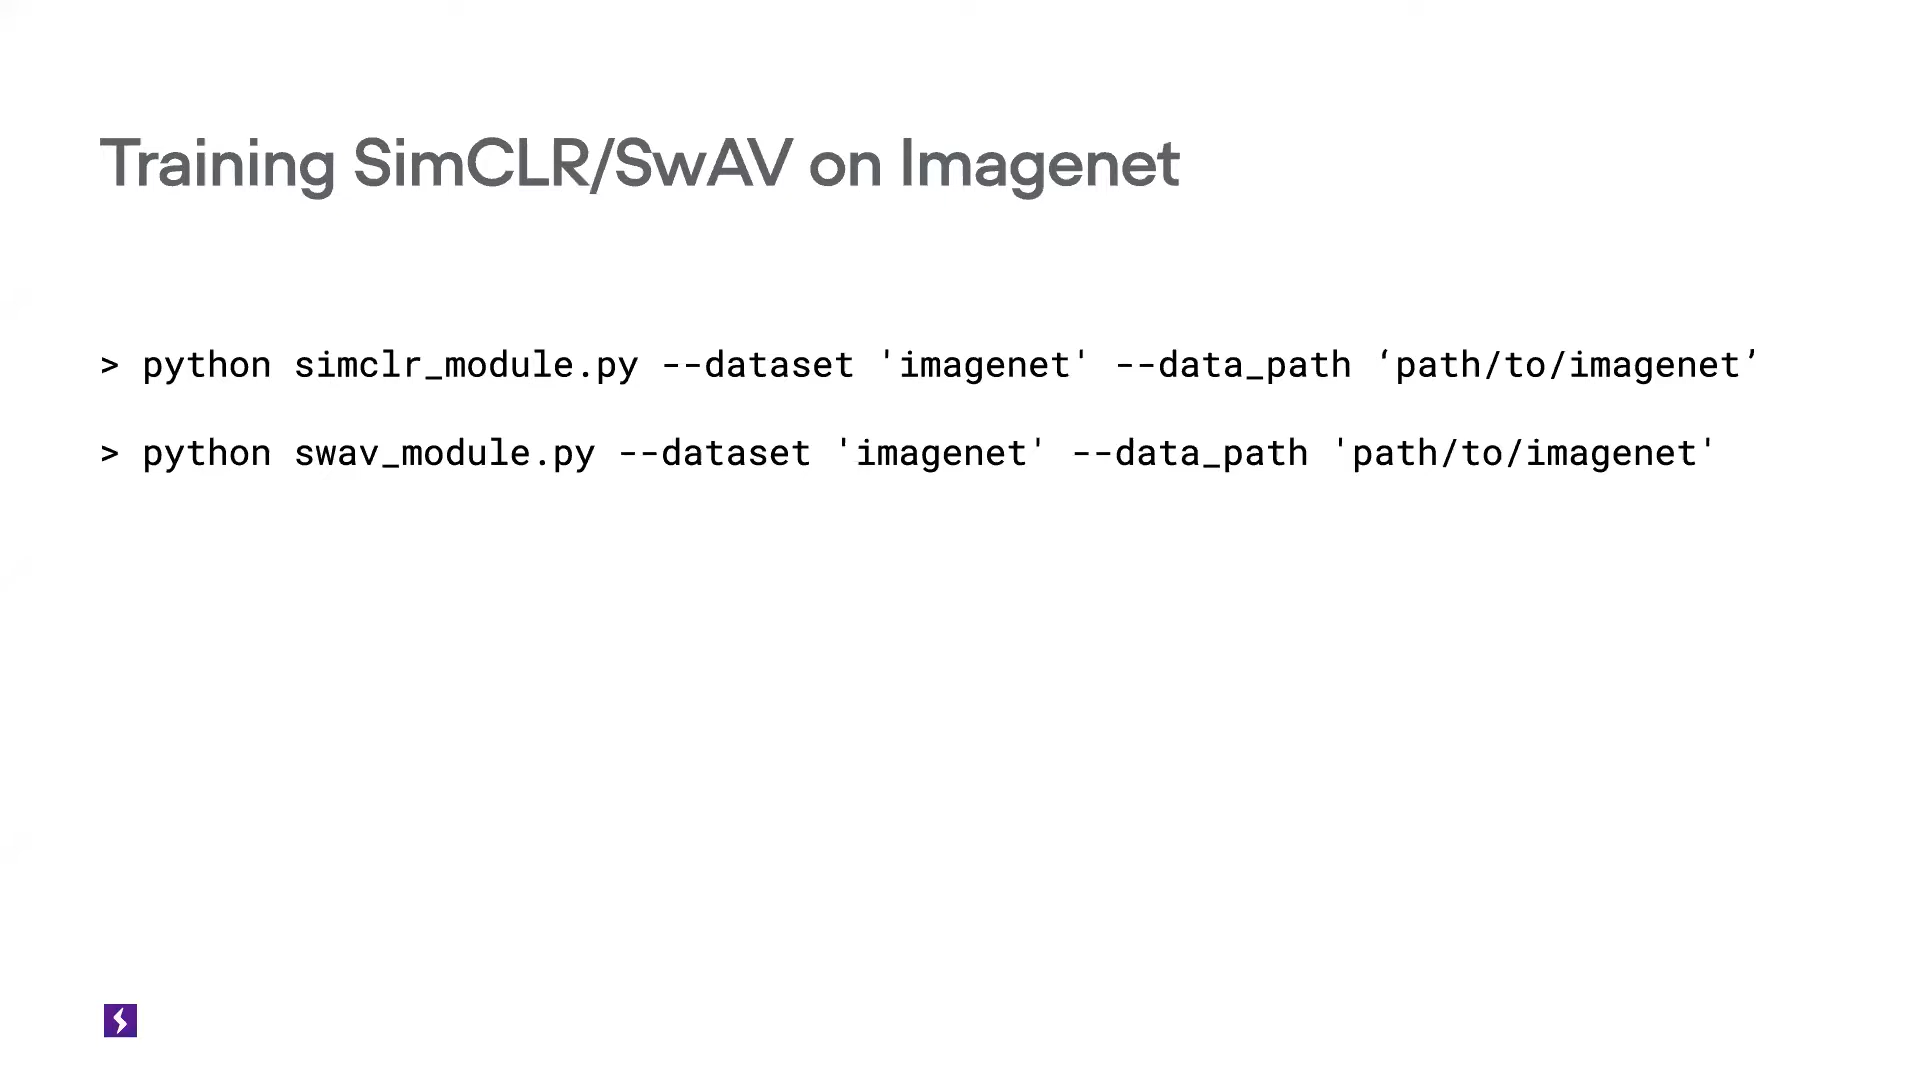 Training SimCLR/SwAV on Imagenet
> python simclr_module.py --dataset 'imagenet' --data_path ‘path/to/imagenet’
> python swav_module.py --dataset 'imagenet' --data_path 'path/to/imagenet'